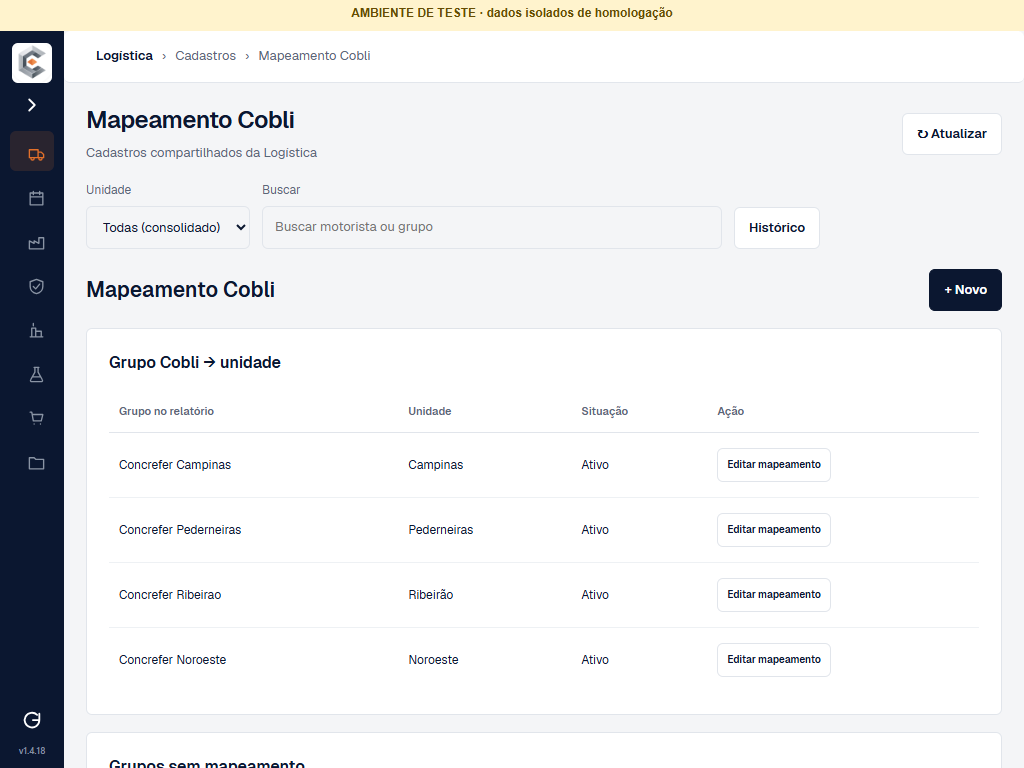 AMBIENTE DE TESTE · dados isolados de homologação
Logística › Cadastros › Mapeamento Cobli
Mapeamento Cobli
Cadastros compartilhados da Logística
↻ Atualizar
Unidade
Buscar
Todas (consolidado)
Buscar motorista ou grupo
Histórico
Mapeamento Cobli
+ Novo
Grupo Cobli → unidade
Grupo no relatório Unidade Situação Ação
Concrefer Campinas Campinas Ativo Editar mapeamento
Concrefer Pederneiras Pederneiras Ativo Editar mapeamento
Concrefer Ribeirao Ribeirão Ativo Editar mapeamento
Concrefer Noroeste Noroeste Ativo Editar mapeamento
v1.4.18
Grupos sem mapeamento